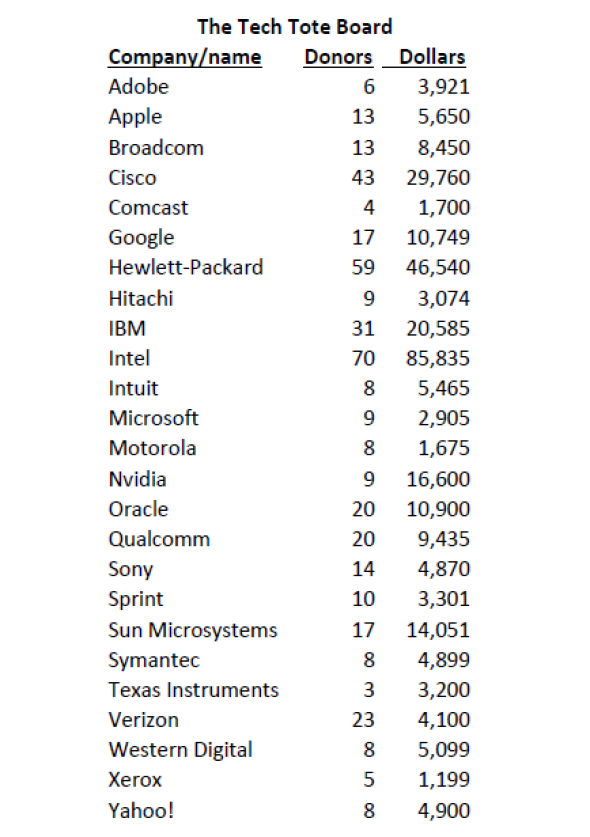 The Tech Tote Board
Company/name Donors Dollars
Adobe 6 3,921
Apple 13 5,650
Broadcom 13 8,450
Cisco 43 29,760
Comcast 4 1,700
Google 17 10,749
Hewlett-Packard 59 46,540
Hitachi 9 3,074
IBM 31 20,585
Intel 70 85,835
Intuit 8 5,465
Microsoft 9 2,905
Motorola 8 1,675
Nvidia 9 16,600
Oracle 20 10,900
Qualcomm 20 9,435
Sony 14 4,870
Sprint 10 3,301
Sun Microsystems 17 14,051
Symantec 8 4,899
Texas Instruments 3 3,200
Verizon 23 4,100
Western Digital 8 5,099
Xerox 5 1,199
Yahoo! 8 4,900